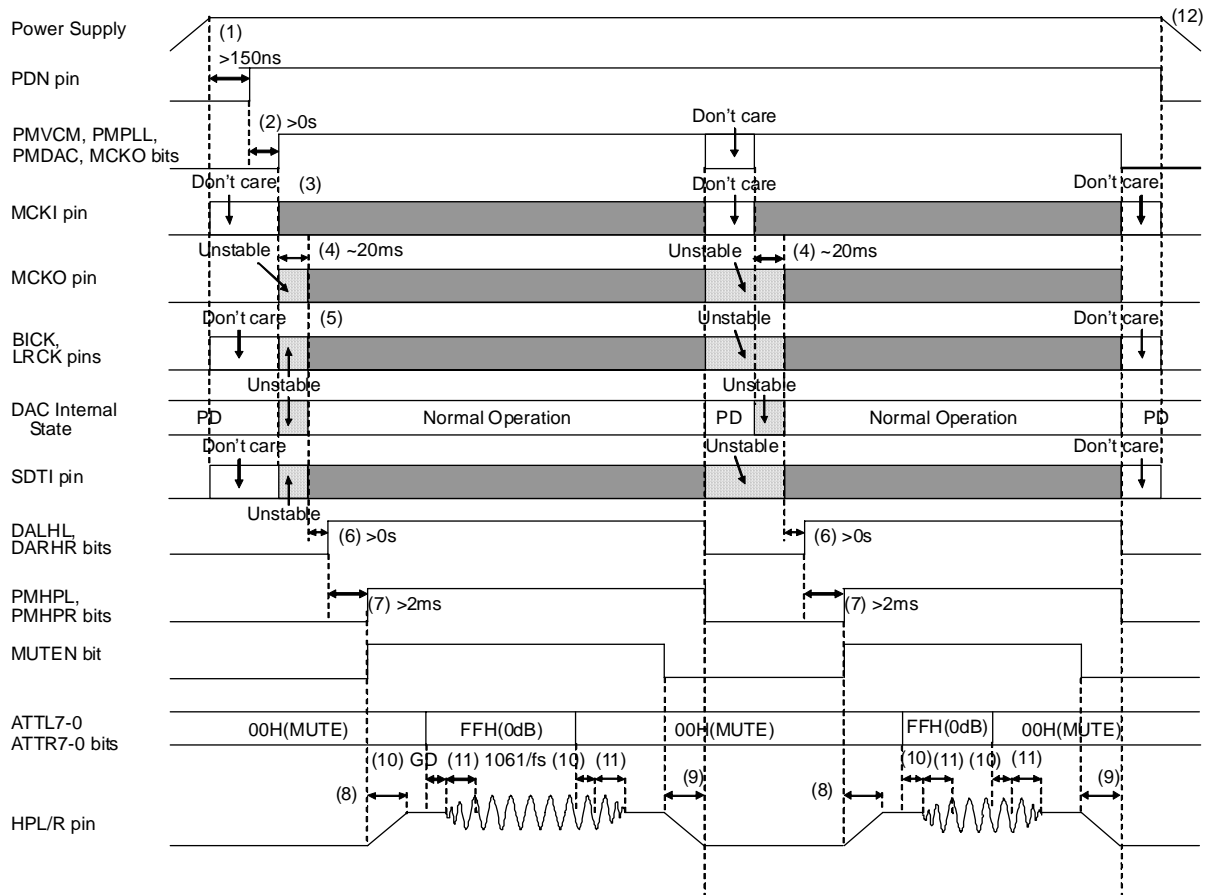 Power Supply
(1)
(12)
>150ns
PDN pin
(2) >0s
Don't care
PMVCM, PMPLL,
PMDAC, MCKO bits
Don't care
(3)
Don't care
Don't care
MCKI pin
Unstable
(4) ~20ms
Unstable
(4) ~20ms
MCKO pin
Don't care
(5)
Unstable
Don't care
BICK,
LRCK pins
Unstable
Unstable
DAC Internal
State
PD
Normal Operation
PD
Normal Operation
PD
Don't care
Unstable
Don't care
SDTI pin
Unstable
DALHL,
DARHR bits
(6) >0s
(6) >0s
PMHPL,
PMHPR bits
(7) >2ms
(7) >2ms
MUTEN bit
ATTL7-0
ATTR7-0 bits
00H(MUTE)
FFH(0dB)
00H(MUTE)
FFH(0dB)
00H(MUTE)
(10) GD
(11) 1061/fs
(10)
(11)
(10)
(11)
(10)
(11)
(8)
(9)
(8)
(9)
HPL/R pin